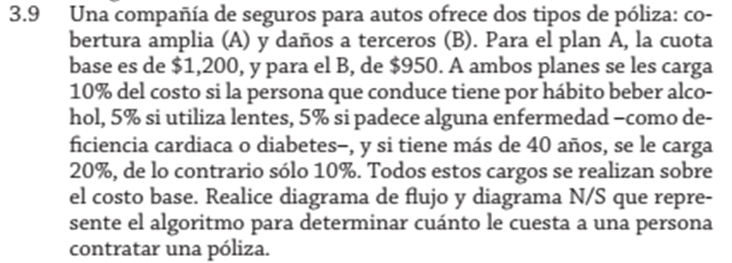 3.9 Una compañía de seguros para autos ofrece dos tipos de póliza: co-
bertura amplia (A) y daños a terceros (B). Para el plan A, la cuota
base es de $1,200, y para el B, de $950. A ambos planes se les carga
10% del costo si la persona que conduce tiene por hábito beber alco-
hol, 5% si utiliza lentes, 5% si padece alguna enfermedad –como de-
ficiencia cardiaca o diabetes–, y si tiene más de 40 años, se le carga
20%, de lo contrario sólo 10%. Todos estos cargos se realizan sobre
el costo base. Realice diagrama de flujo y diagrama N/S que repre-
sente el algoritmo para determinar cuánto le cuesta a una persona
contratar una póliza.